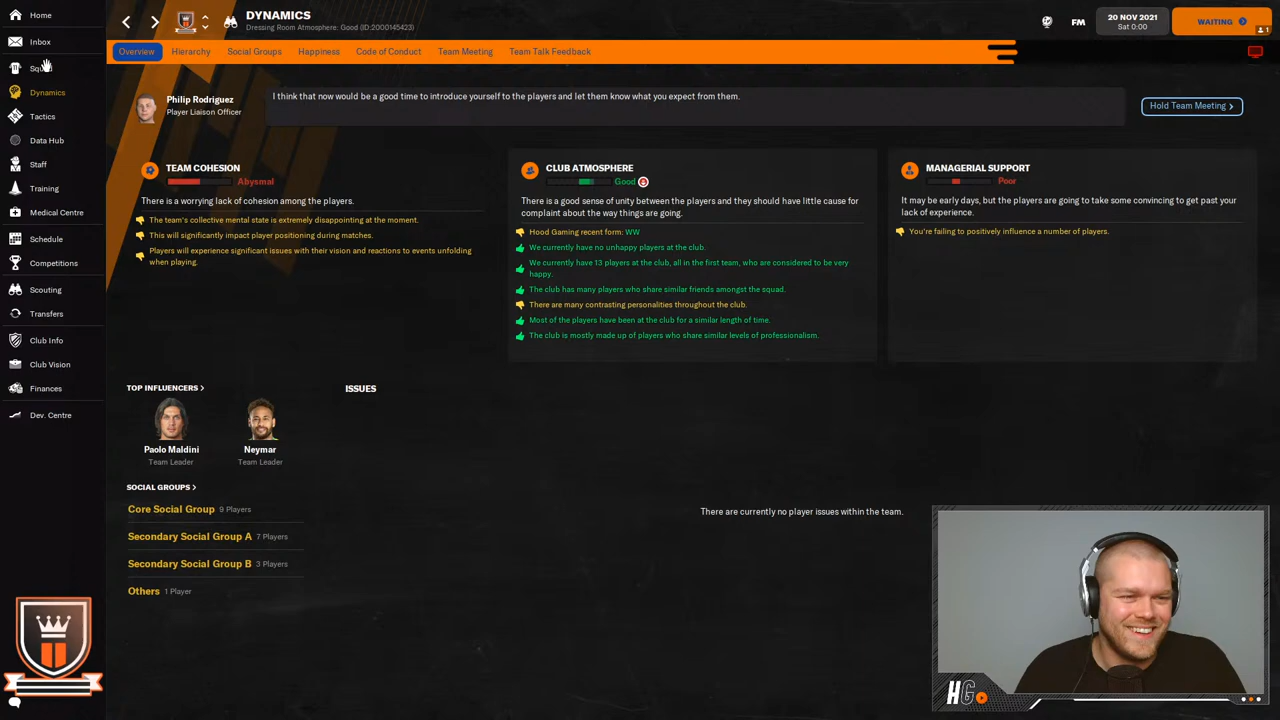 Home
Inbox
Squ
Dynamics
Tactics
Data Hub
Staff
Training
Medical Centre
Schedule
Competitions
Scouting
Transfers
Club Info
Club Vision
Finances
Dev. Centre
DYNAMICS
Dressing Room Atmosphere: Good (ID:2000145423)
FM
20 NOV 2021
Sat 0:00
WAITING
1
Overview
Hierarchy
Social Groups
Happiness
Code of Conduct
Team Meeting
Team Talk Feedback
Philip Rodriguez
Player Liaison Officer
I think that now would be a good time to introduce yourself to the players and let them know what you expect from them.
Hold Team Meeting
TEAM COHESION
Abysmal
There is a worrying lack of cohesion among the players.
The team's collective mental state is extremely disappointing at the moment.
This will significantly impact player positioning during matches.
Players will experience significant issues with their vision and reactions to events unfolding
when playing.
CLUB ATMOSPHERE
Good
There is a good sense of unity between the players and they should have little cause for
complaint about the way things are going.
Hood Gaming recent form: WW
We currently have no unhappy players at the club.
We currently have 13 players at the club, all in the first team, who are considered to be very
happy.
The club has many players who share similar friends amongst the squad.
There are many contrasting personalities throughout the club.
Most of the players have been at the club for a similar length of time.
The club is mostly made up of players who share similar levels of professionalism.
MANAGERIAL SUPPORT
Poor
It may be early days, but the players are going to take some convincing to get past your
lack of experience.
You're failing to positively influence a number of players.
TOP INFLUENCERS
Paolo Maldini
Team Leader
Neymar
Team Leader
ISSUES
There are currently no player issues within the team.
SOCIAL GROUPS
Core Social Group 9 Players
Secondary Social Group A 7 Players
Secondary Social Group B 3 Players
Others 1 Player
HG